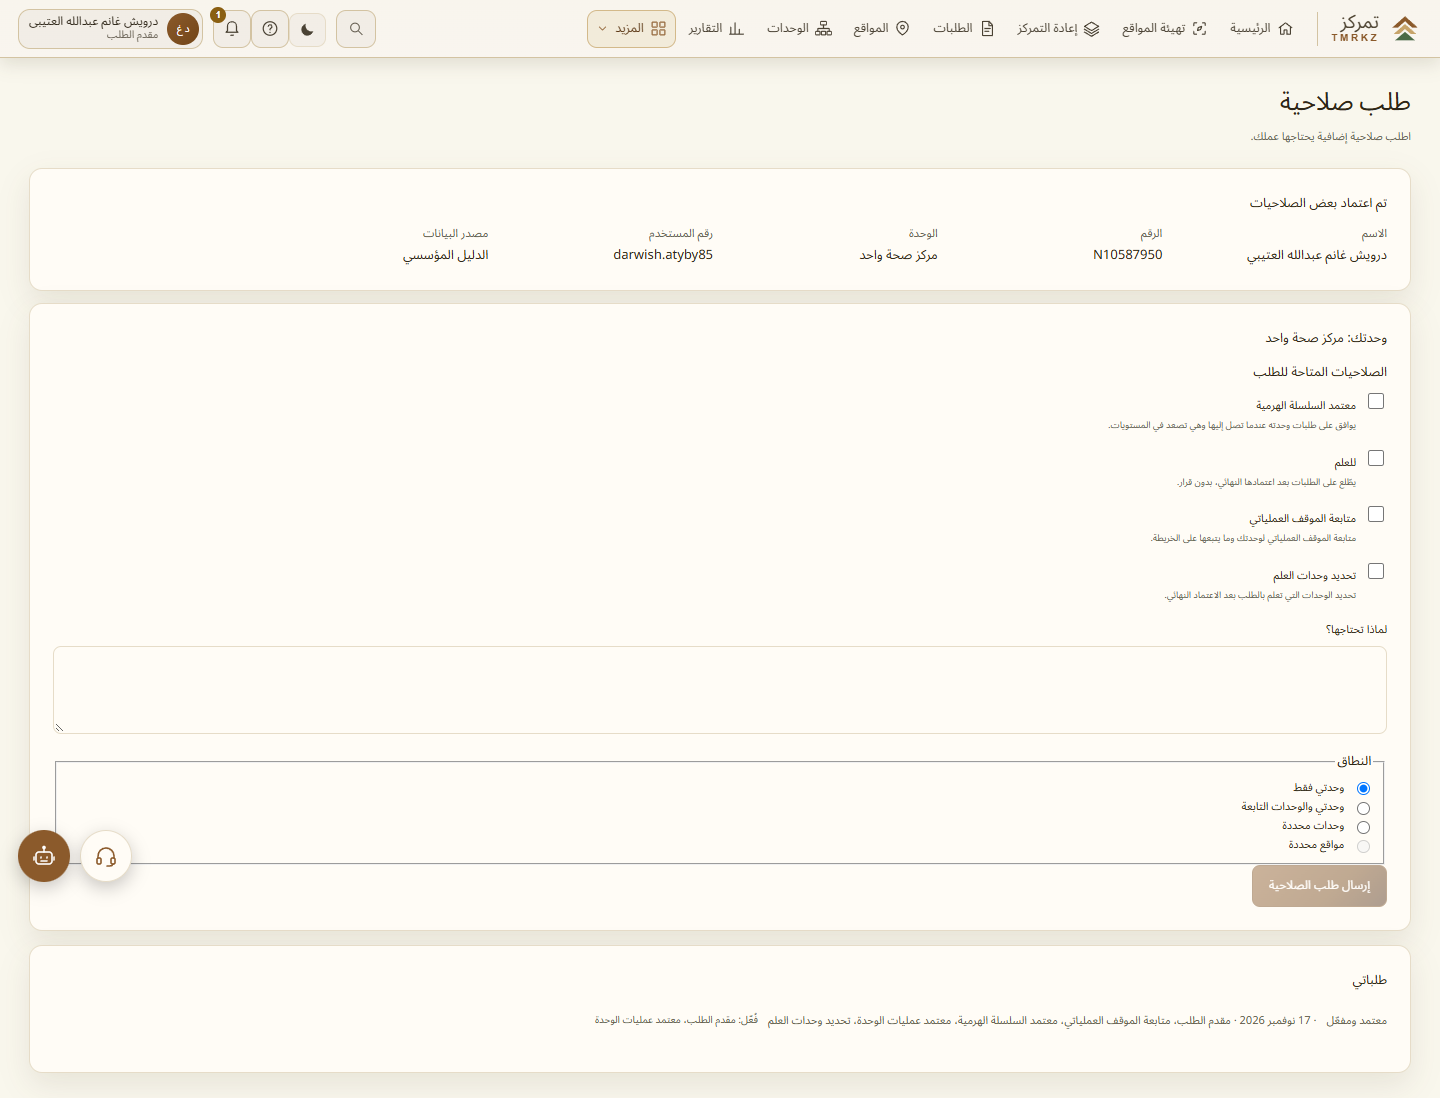 تمركز
TMRKZ
الرئيسية
تهيئة المواقع
إعادة التمركز
الطلبات
المواقع
الوحدات
التقارير
المزيد
1
درويش غانم عبدالله العتيبي
مقدم الطلب
د غ
طلب صلاحية
اطلب صلاحية إضافية يحتاجها عملك.
تم اعتماد بعض الصلاحيات
الاسم
درويش غانم عبدالله العتيبي
الرقم
N10587950
الوحدة
مركز صحة واحد
رقم المستخدم
darwish.atyby85
مصدر البيانات
الدليل المؤسسي
وحدتك: مركز صحة واحد
الصلاحيات المتاحة للطلب
معتمد السلسلة الهرمية
يوافق على طلبات وحدته عندما تصل إليها وهي تصعد في المستويات.
للعلم
يطّلع على الطلبات بعد اعتمادها النهائي، بدون قرار.
متابعة الموقف العملياتي
متابعة الموقف العملياتي لوحدتك وما يتبعها على الخريطة.
تحديد وحدات العلم
تحديد الوحدات التي تعلم بالطلب بعد الاعتماد النهائي.
لماذا تحتاجها؟
النطاق
وحدتي فقط
وحدتي والوحدات التابعة
وحدات محددة
مواقع محددة
إرسال طلب الصلاحية
طلباتي
معتمد ومفعّل · 17 نوفمبر 2026 · مقدم الطلب، متابعة الموقف العملياتي، معتمد السلسلة الهرمية، معتمد عمليات الوحدة، تحديد وحدات العلم فُعّل: مقدم الطلب، معتمد عمليات الوحدة